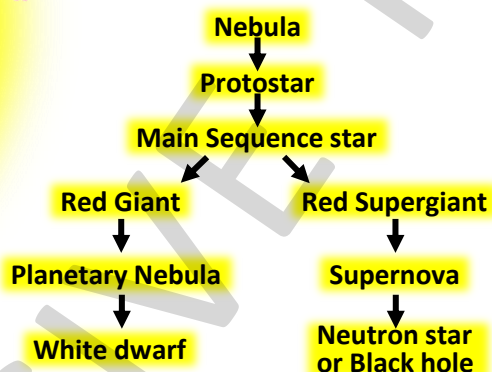 Nebula
Protostar
Main Sequence star
Red Giant
Red Supergiant
Planetary Nebula
Supernova
White dwarf
Neutron star
or Black hole